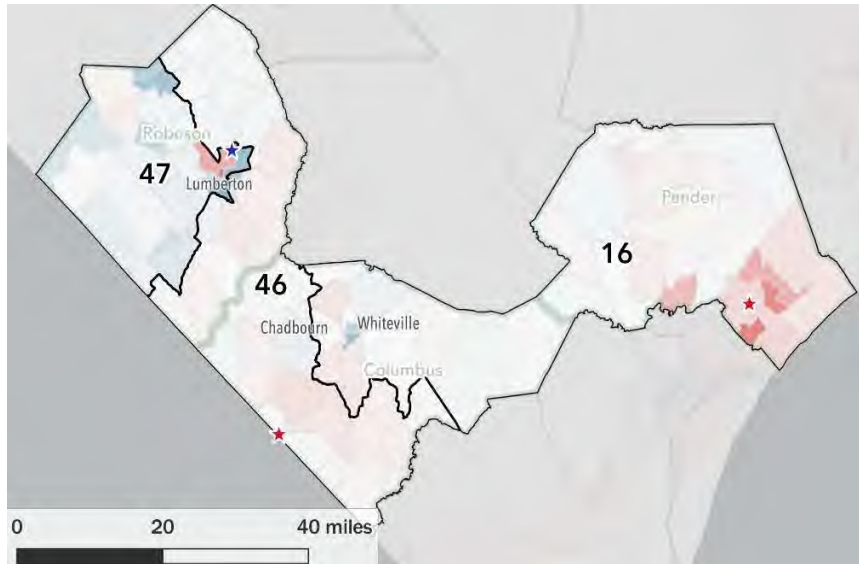 Robeson
47
Lumberton
Pender
16
46
Chadbourn
Whiteville
Columbus
0 20 40 miles